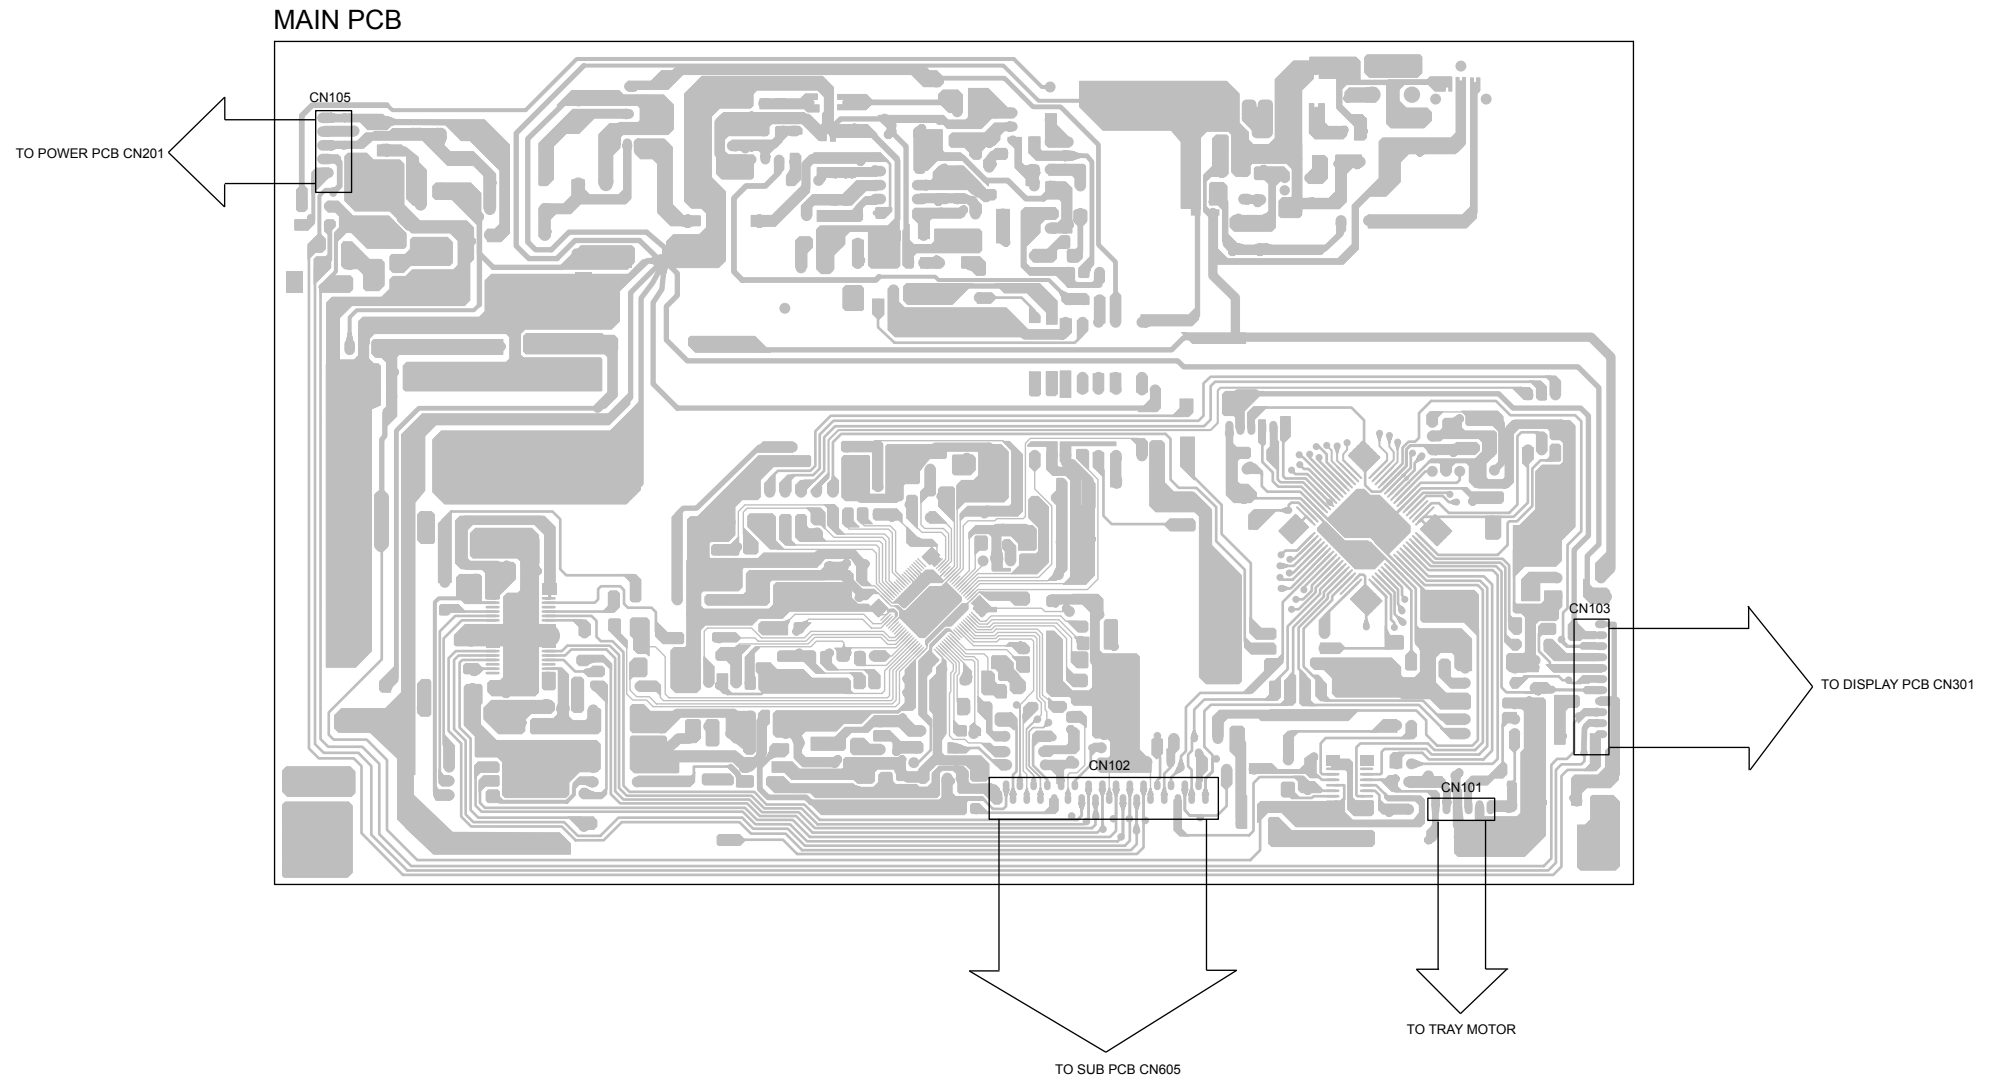 MAIN PCB
CN105
TO POWER PCB CN201
CN103
TO DISPLAY PCB CN301
CN102
CN101
TO TRAY MOTOR
TO SUB PCB CN605